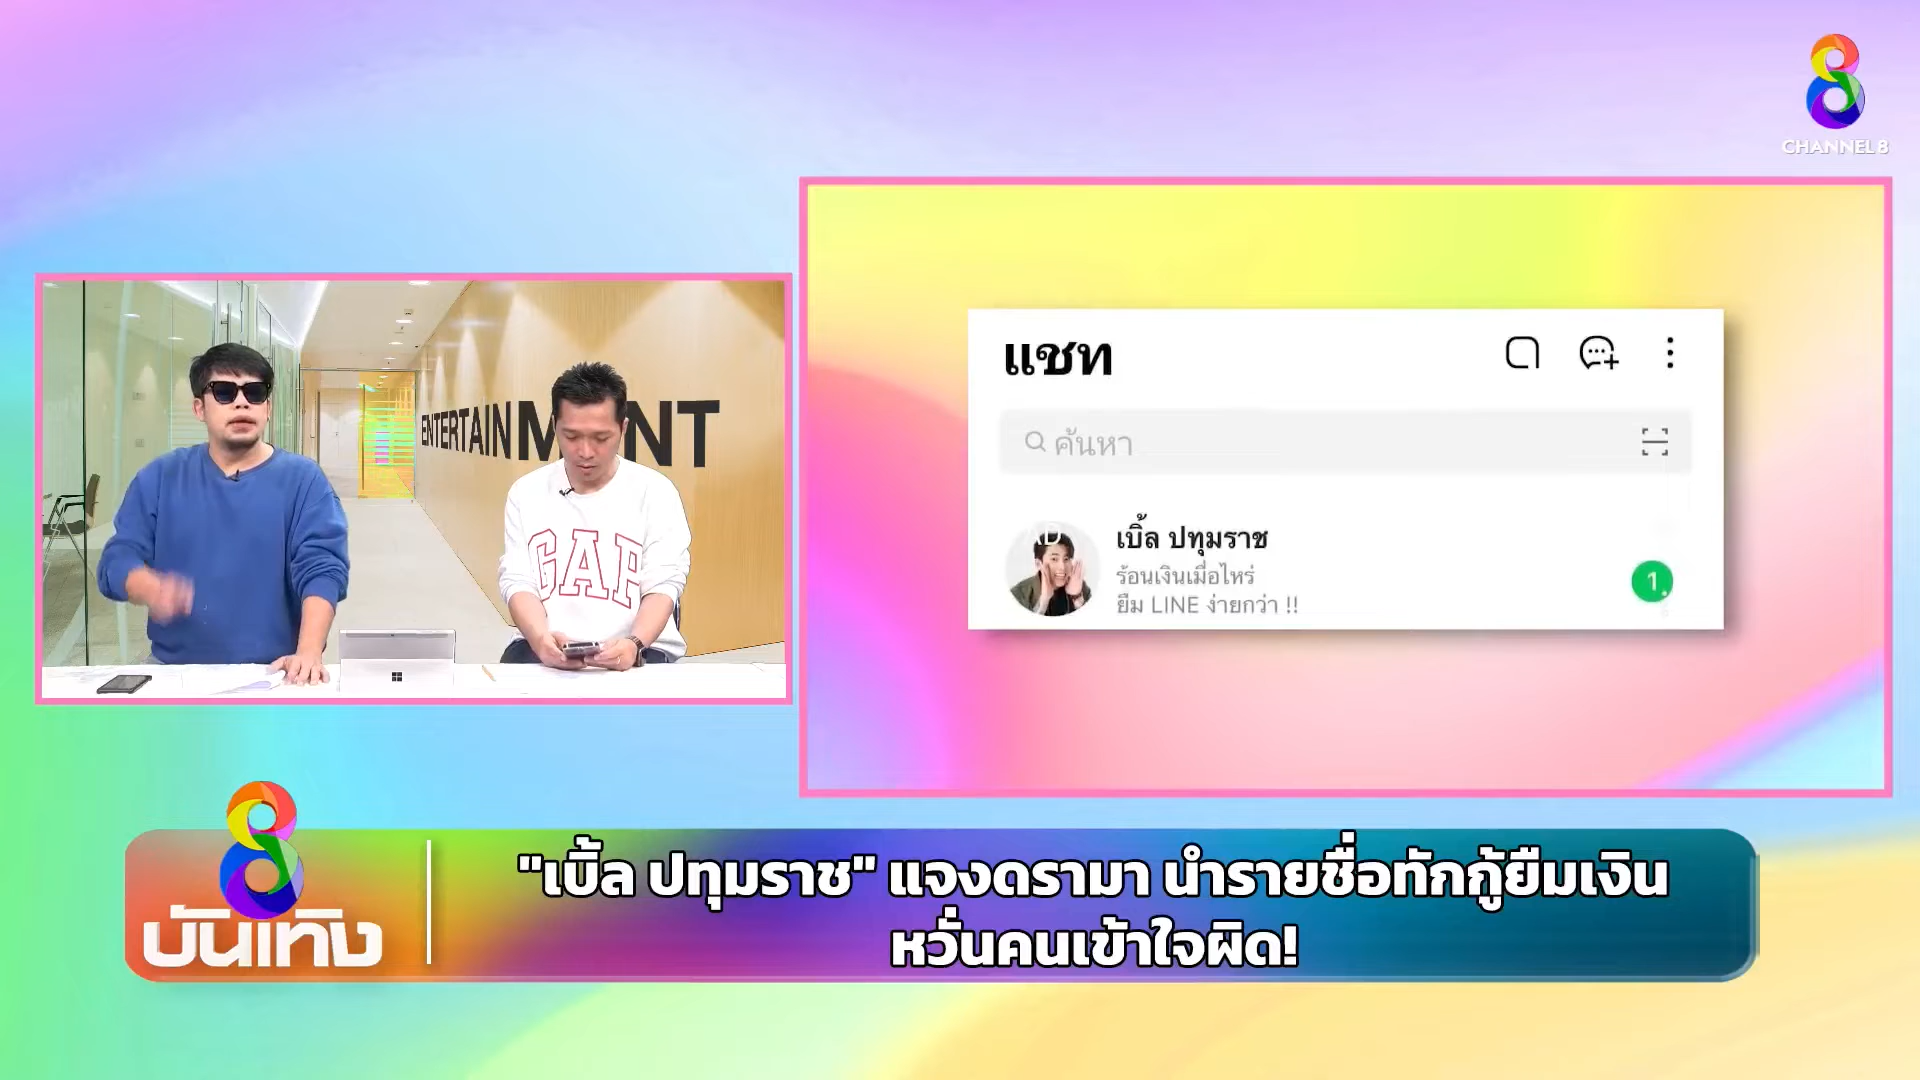 CHANNEL 8
ENTERTAINMENT
GAP
แชท
ค้นหา
AD
เบิ้ล ปทุมราช
ร้อนเงินเมื่อไหร่
ยืม LINE ง่ายกว่า !!
1
8
บันเทิง
"เบิ้ล ปทุมราช" แจงดรามา นำรายชื่อทักกู้ยืมเงิน
หวั่นคนเข้าใจผิด!